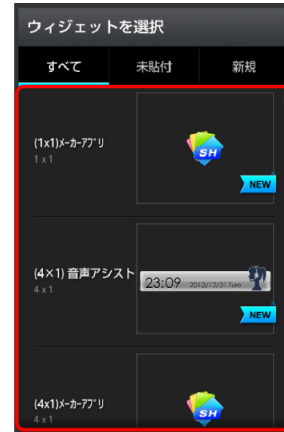 ウィジェットを選択
すべて 未貼付 新規
(1x1)ﾒｰｶｰｱﾌﾟﾘ
1 x 1
SH
NEW
(4×1) 音声アシスト
4 x 1
23:09 2013/12/31 Tue
NEW
(4x1)ﾒｰｶｰｱﾌﾟﾘ
4 x 1
SH